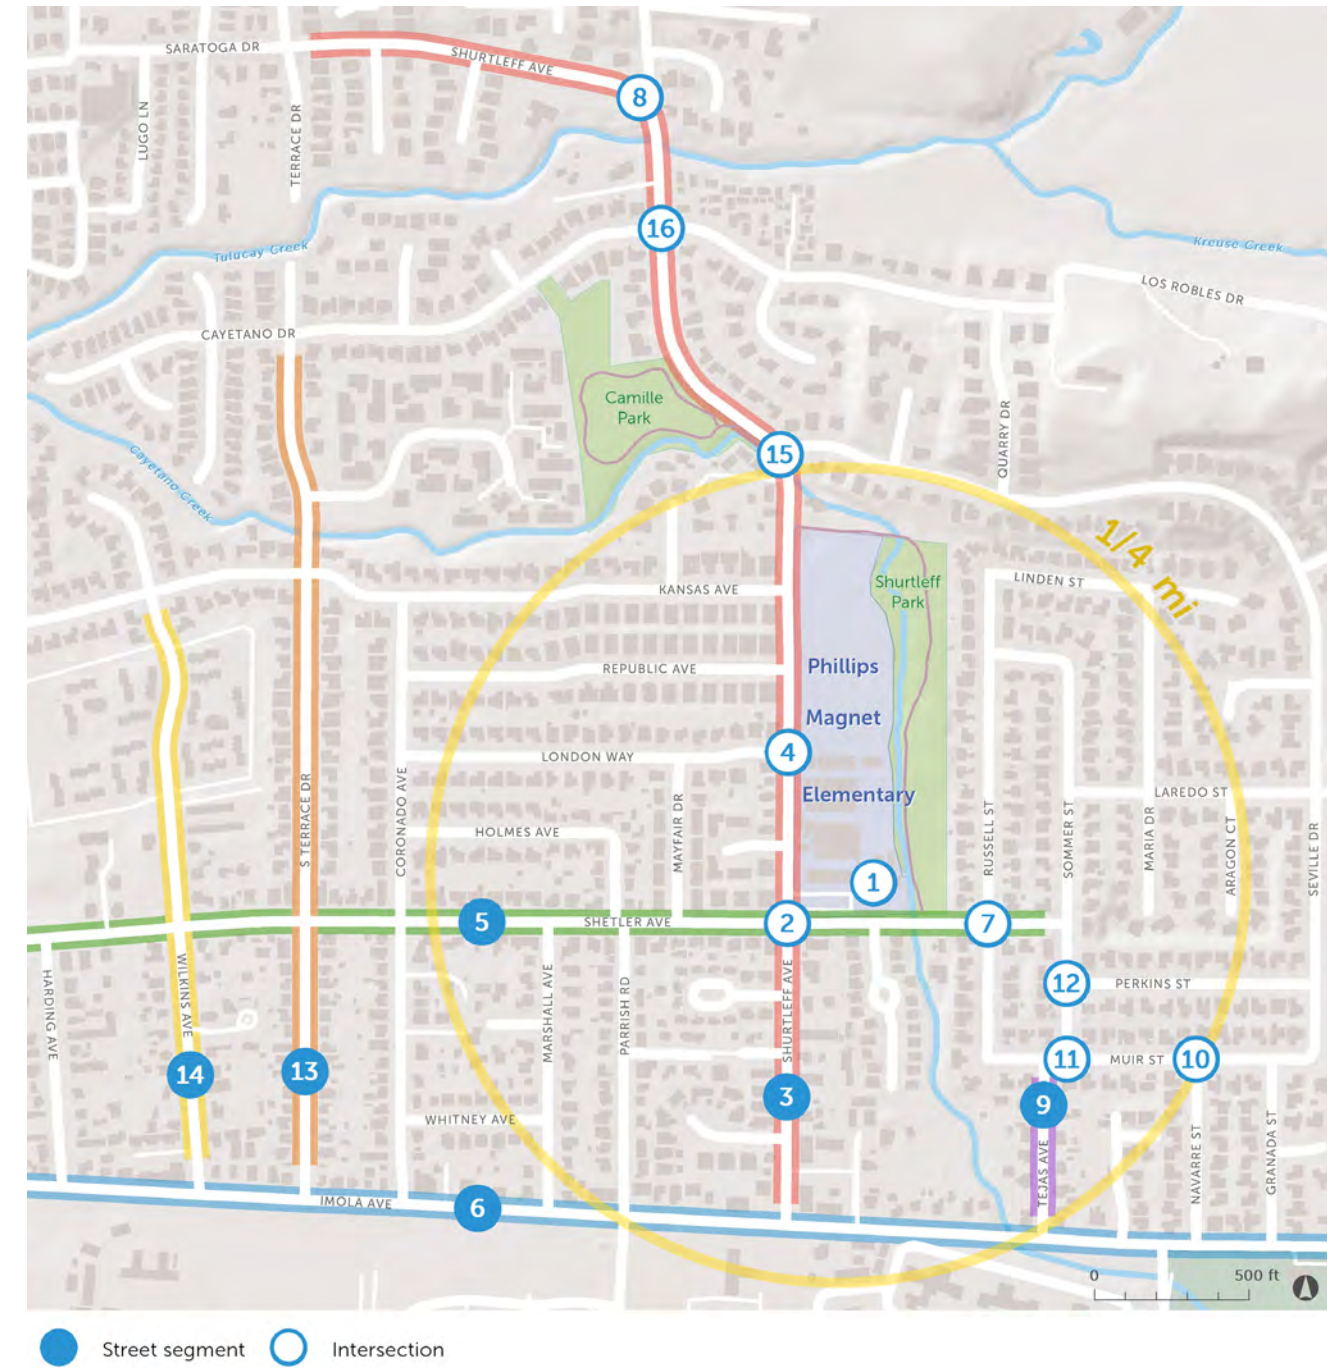 SARATOGA DR
SHURTLEFF AVE
8
LUGO LN
TERRACE DR
16
Tulucay Creek
Kreuse Creek
LOS ROBLES DR
CAYETANO DR
Camille
Park
QUARRY DR
15
Cayetano Creek
1/4 mi
LINDEN ST
Shurtleff
Park
KANSAS AVE
REPUBLIC AVE
Phillips
Magnet
Elementary
4
LONDON WAY
LAREDO ST
S TERRACE DR
CORONADO AVE
HOLMES AVE
MAYFAIR DR
RUSSELL ST
SOMMER ST
MARIA DR
ARAGON CT
SEVILLE DR
1
5
SHETLER AVE
2
7
HARDING AVE
WILKINS AVE
MARSHALL AVE
PARRISH RD
SHURTLEFF AVE
12
PERKINS ST
14
13
11
MUIR ST
10
3
9
WHITNEY AVE
TEJAS AVE
NAVARRE ST
GRANADA ST
IMOLA AVE
6
0 500 ft
Street segment
Intersection